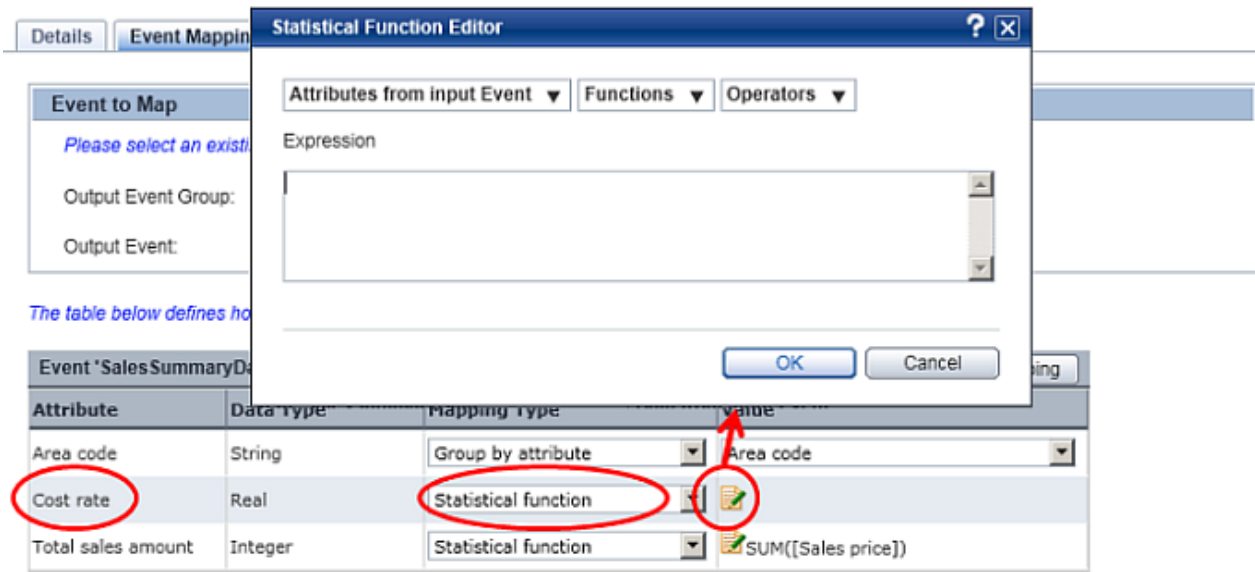 Statistical Function Editor ?
Details Event Mappin
Attributes from input Event Functions Operators
Event to Map
Please select an existi
Expression
Output Event Group:
Output Event:
The table below defines ho
OK Cancel
Event 'SalesSummaryDa ing
Attribute Data Type Mapping Type Value
Area code String Group by attribute Area code
Cost rate Real Statistical function
Total sales amount Integer Statistical function SUM([Sales price])